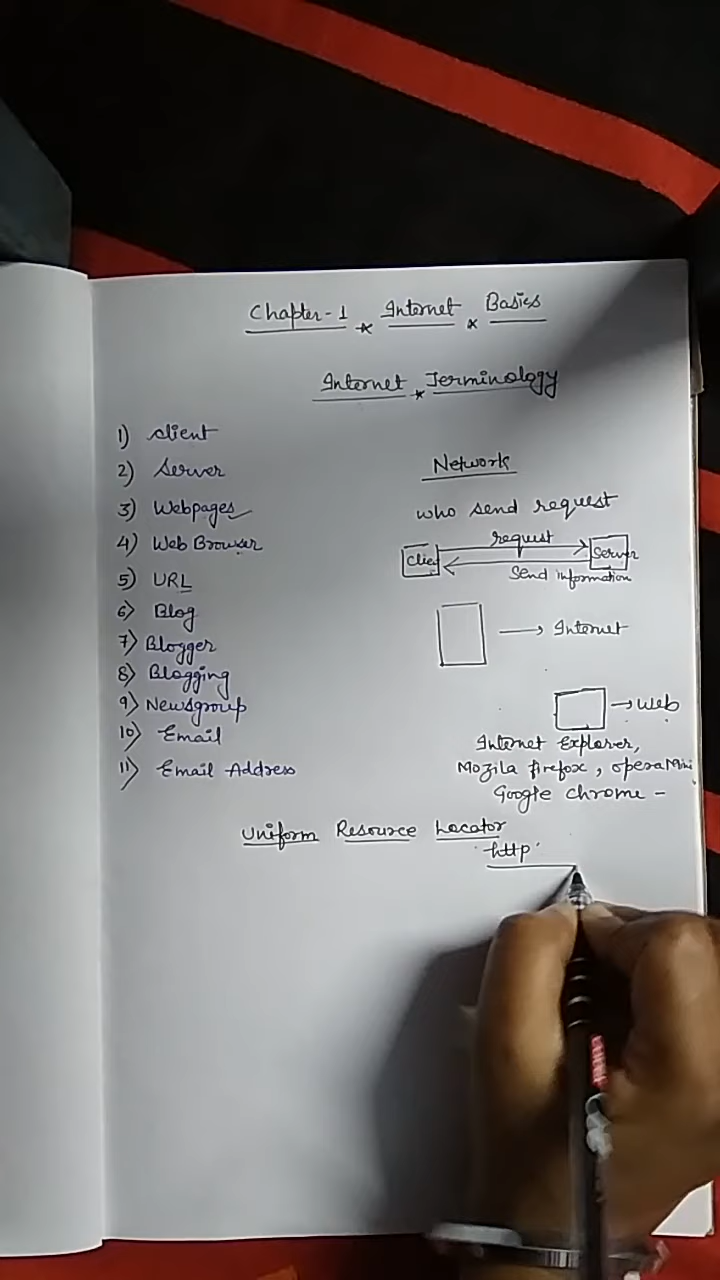 Chapter-1 * Internet * Basics
Internet * Terminology
1) Client
2) Server
3) Webpages
4) Web Browser
5) URL
6) Blog
7) Blogger
8) Blogging
9) Newsgroup
10) Email
11) Email Address
Network
who send request
request
Client
Server
Send information
→ Internet
→ Web
Internet Explorer,
Mozila firefox, opera Mini
Google chrome -
Uniform Resource Locator
http